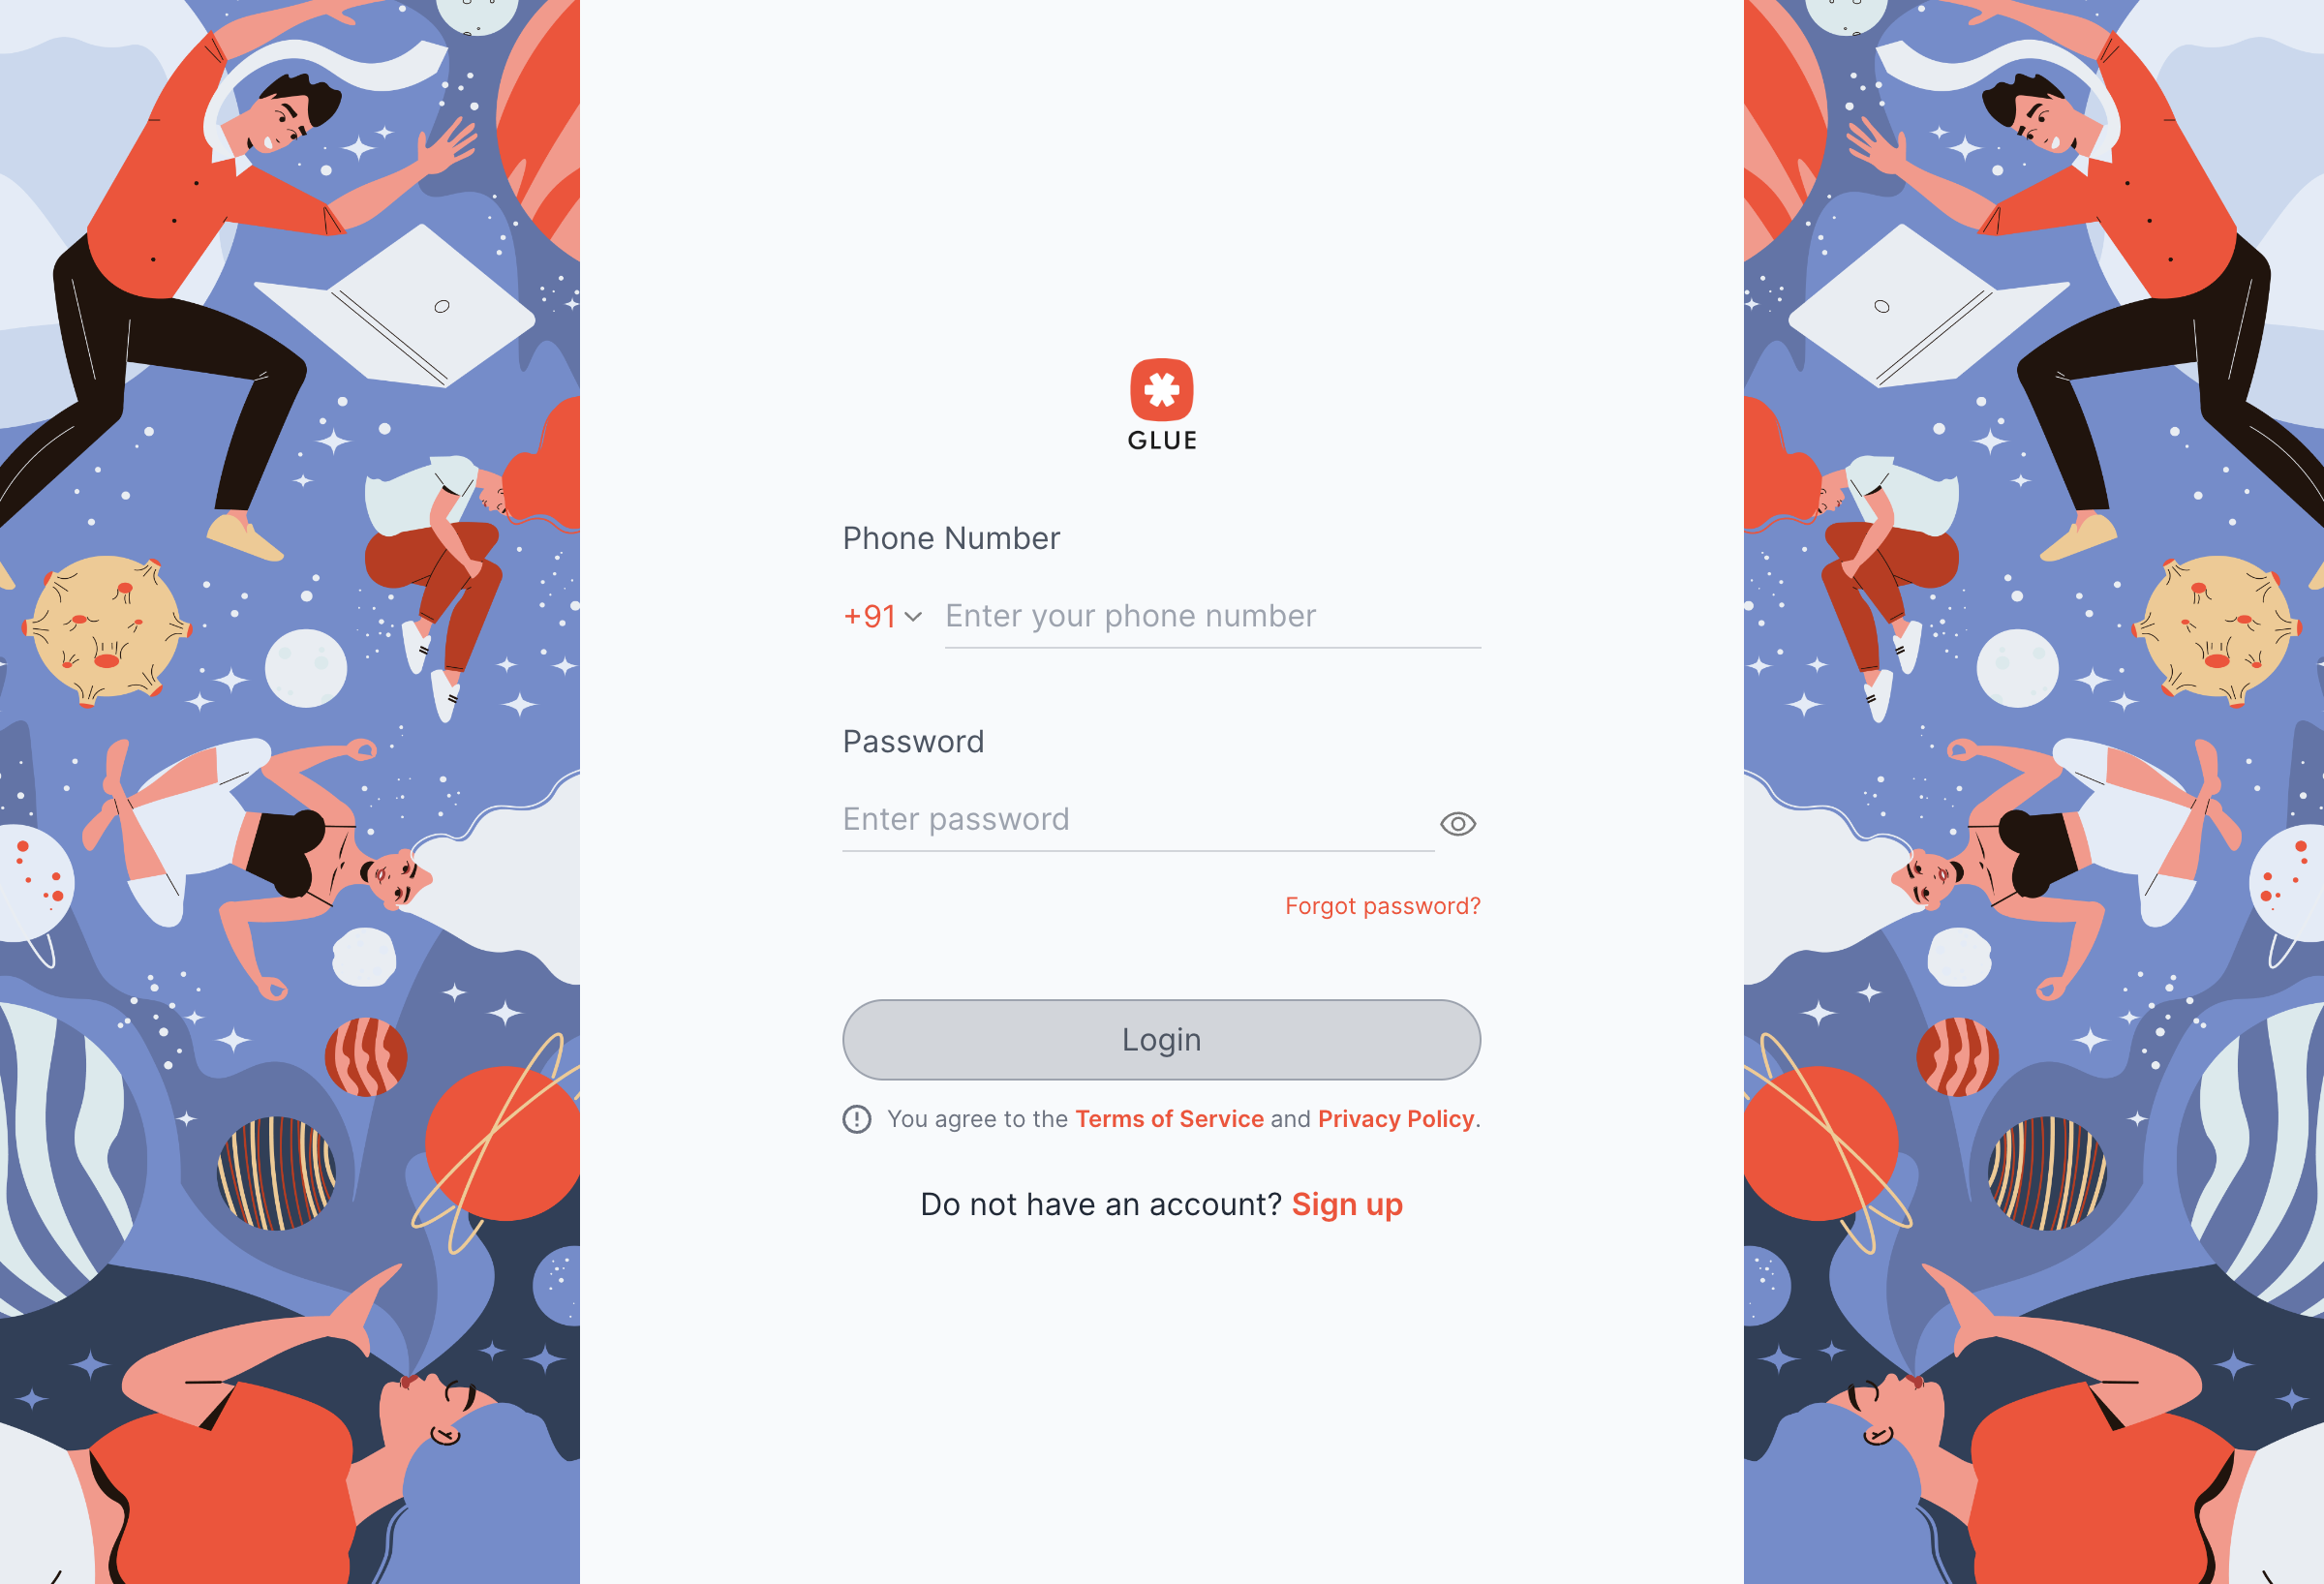 GLUE
Phone Number
+91 Enter your phone number
Password
Enter password
Forgot password?
Login
You agree to the Terms of Service and Privacy Policy.
Do not have an account? Sign up